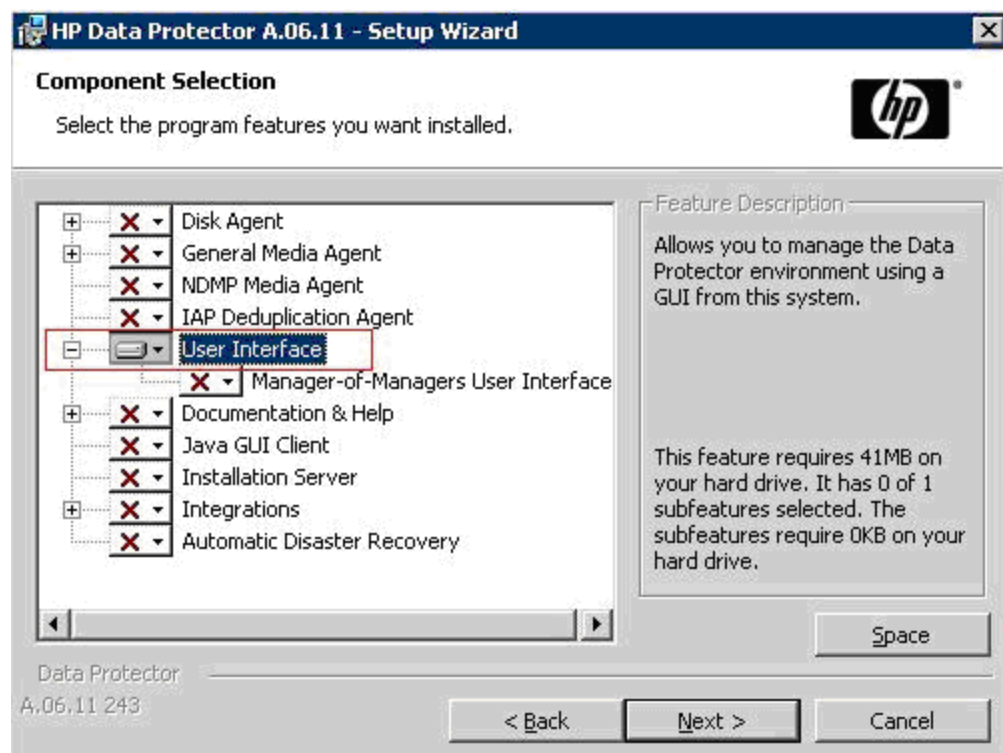 HP Data Protector A.06.11 - Setup Wizard
Component Selection
Select the program features you want installed.
hp
Disk Agent
General Media Agent
NDMP Media Agent
IAP Deduplication Agent
User Interface
Manager-of-Managers User Interface
Documentation & Help
Java GUI Client
Installation Server
Integrations
Automatic Disaster Recovery
Feature Description
Allows you to manage the Data
Protector environment using a
GUI from this system.
This feature requires 41MB on
your hard drive. It has 0 of 1
subfeatures selected. The
subfeatures require 0KB on your
hard drive.
Space
Data Protector
A.06.11 243
< Back
Next >
Cancel